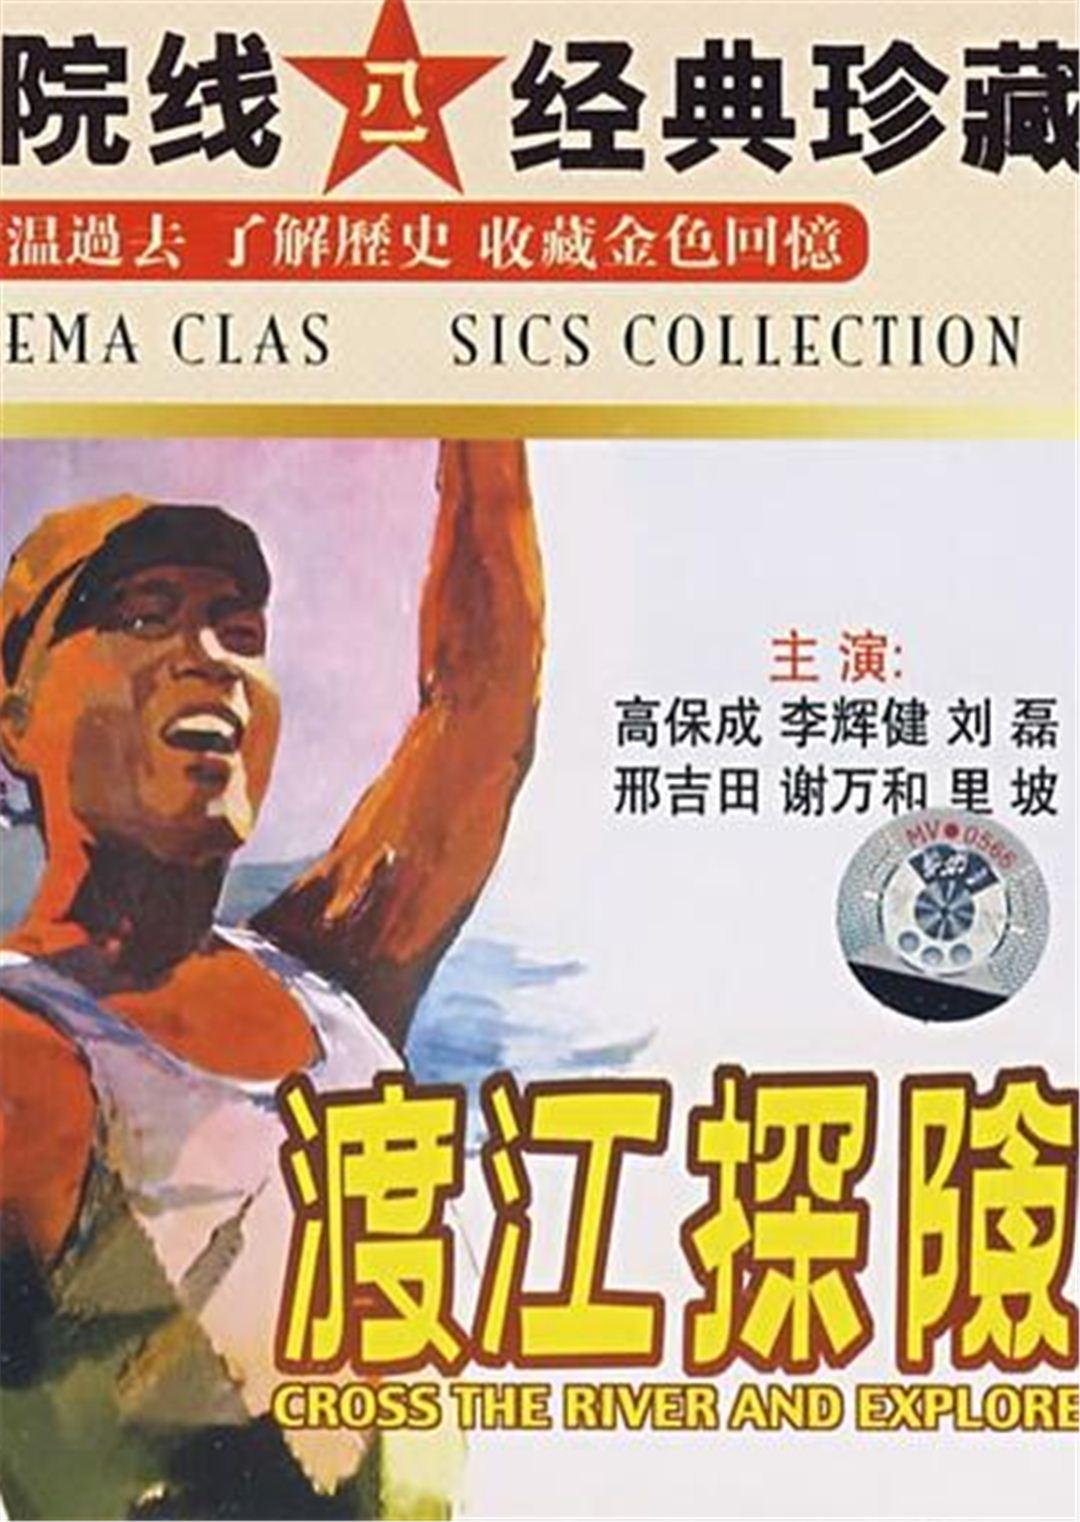 院线 八一 经典珍藏
温過去 了解歷史 收藏金色回憶
EMA CLAS SICS COLLECTION
主演:
高保成 李辉健 刘磊
邢吉田 谢万和 里坡
MV●0566
渡江探險
CROSS THE RIVER AND EXPLORE